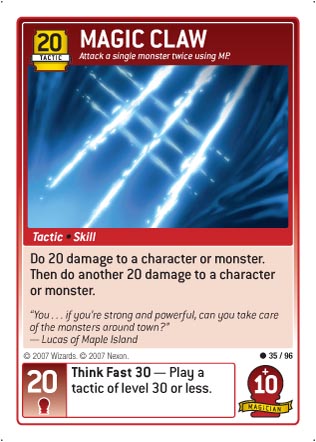 20
TACTIC
MAGIC CLAW
Attack a single monster twice using MP.
Tactic • Skill
Do 20 damage to a character or monster.
Then do another 20 damage to a character
or monster.
“You . . . if you're strong and powerful, can you take care
of the monsters around town?”
— Lucas of Maple Island
© 2007 Wizards. © 2007 Nexon.
● 35 / 96
20
Think Fast 30 — Play a
tactic of level 30 or less.
+
10
MAGICIAN